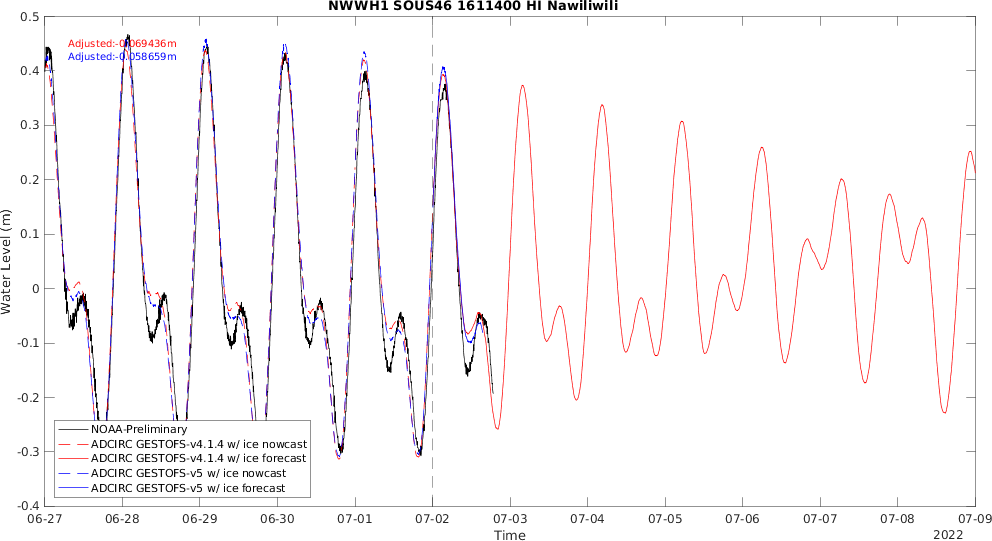 NWWH1 SOUS46 1611400 HI Nawiliwili
Adjusted:-0.069436m
Adjusted:-0.058659m
Water Level (m)
0.5
0.4
0.3
0.2
0.1
0
-0.1
-0.2
-0.3
-0.4
NOAA-Preliminary
ADCIRC GESTOFS-v4.1.4 w/ ice nowcast
ADCIRC GESTOFS-v4.1.4 w/ ice forecast
ADCIRC GESTOFS-v5 w/ ice nowcast
ADCIRC GESTOFS-v5 w/ ice forecast
06-27 06-28 06-29 06-30 07-01 07-02 07-03 07-04 07-05 07-06 07-07 07-08 07-09
Time
2022